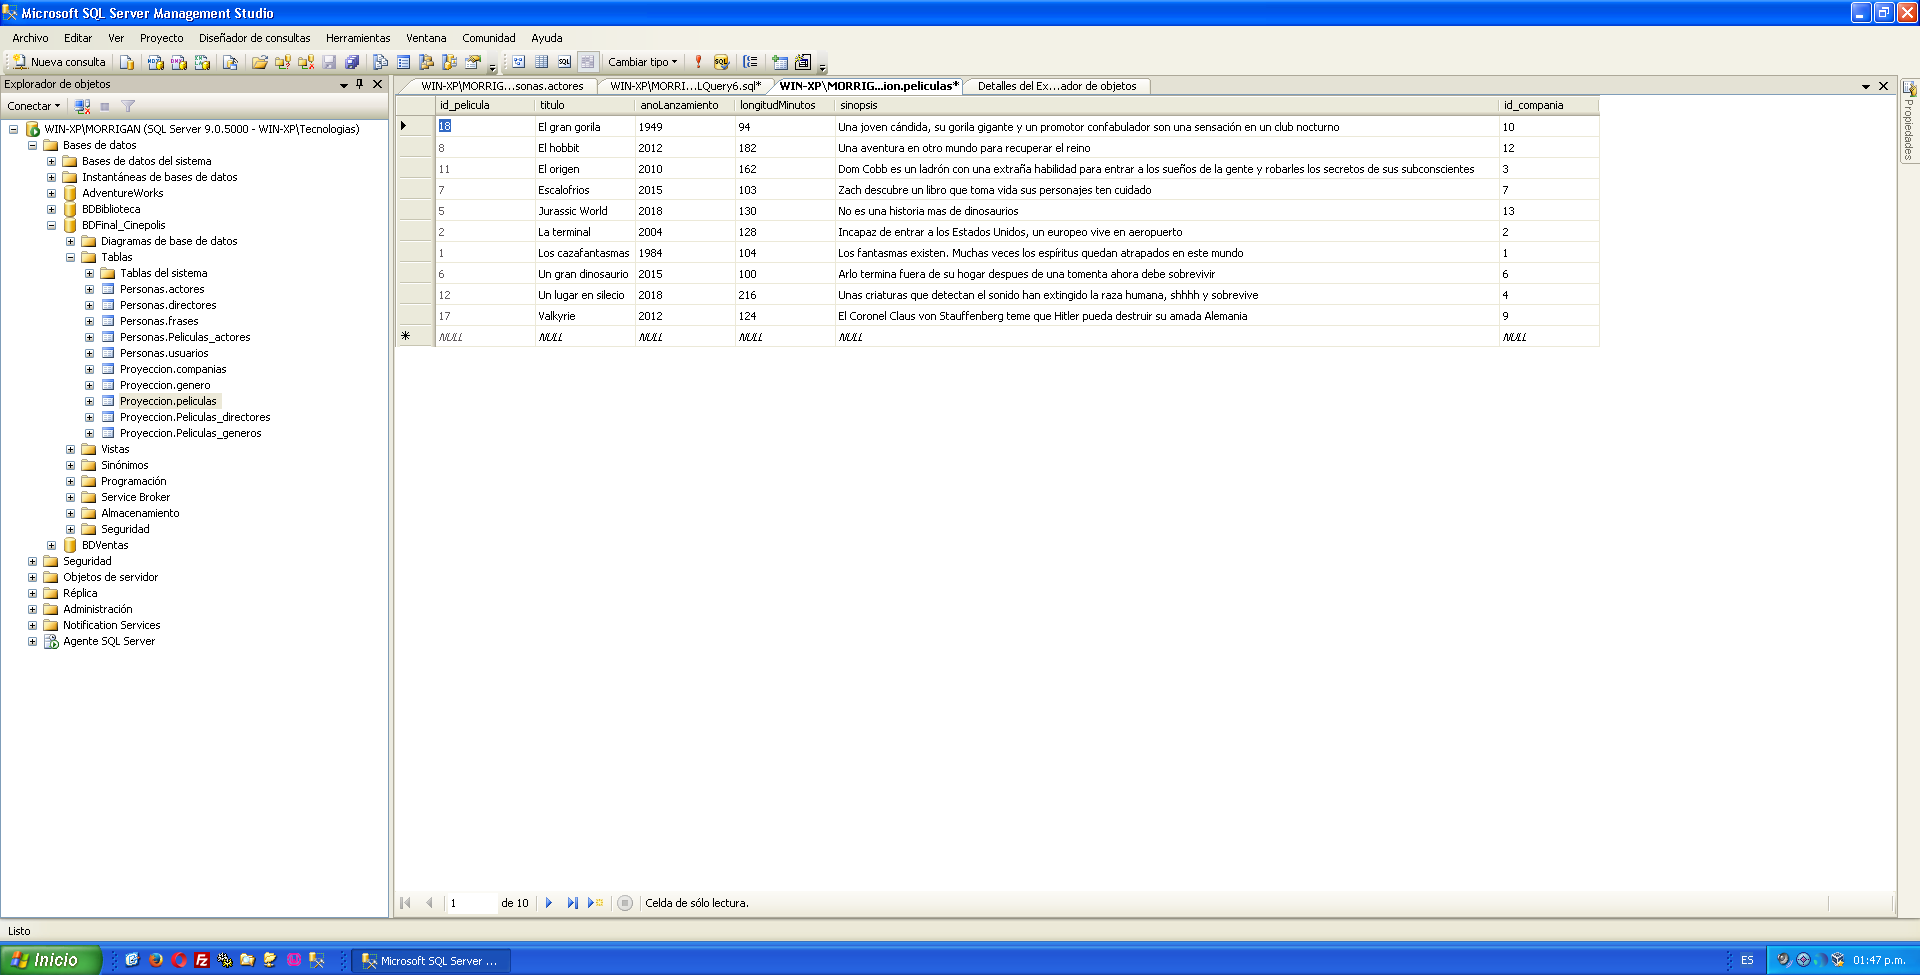 Microsoft SQL Server Management Studio
Archivo Editar Ver Proyecto Diseñador de consultas Herramientas Ventana Comunidad Ayuda
Nueva consulta Cambiar tipo
Explorador de objetos
WIN-XP\MORRIG...sonas.actores WIN-XP\MORRI...LQuery6.sql* WIN-XP\MORRIG...ion.peliculas* Detalles del Ex...ador de objetos
Conectar
WIN-XP\MORRIGAN (SQL Server 9.0.5000 - WIN-XP\Tecnologias)
Bases de datos
Bases de datos del sistema
Instantáneas de bases de datos
AdventureWorks
BDBiblioteca
BDFinal_Cinepolis
Diagramas de base de datos
Tablas
Tablas del sistema
Personas.actores
Personas.directores
Personas.frases
Personas.Peliculas_actores
Personas.usuarios
Proyeccion.companias
Proyeccion.genero
Proyeccion.peliculas
Proyeccion.Peliculas_directores
Proyeccion.Peliculas_generos
Vistas
Sinónimos
Programación
Service Broker
Almacenamiento
Seguridad
BDVentas
Seguridad
Objetos de servidor
Réplica
Administración
Notification Services
Agente SQL Server
id_pelicula titulo anoLanzamiento longitudMinutos sinopsis id_compania
18 El gran gorila 1949 94 Una joven cándida, su gorila gigante y un promotor confabulador son una sensación en un club nocturno 10
8 El hobbit 2012 182 Una aventura en otro mundo para recuperar el reino 12
11 El origen 2010 162 Dom Cobb es un ladrón con una extraña habilidad para entrar a los sueños de la gente y robarles los secretos de sus subconscientes 3
7 Escalofrios 2015 103 Zach descubre un libro que toma vida sus personajes ten cuidado 7
5 Jurassic World 2018 130 No es una historia mas de dinosaurios 13
2 La terminal 2004 128 Incapaz de entrar a los Estados Unidos, un europeo vive en aeropuerto 2
1 Los cazafantasmas 1984 104 Los fantasmas existen. Muchas veces los espíritus quedan atrapados en este mundo 1
6 Un gran dinosaurio 2015 100 Arlo termina fuera de su hogar despues de una tomenta ahora debe sobrevivir 6
12 Un lugar en silecio 2018 216 Unas criaturas que detectan el sonido han extingido la raza humana, shhhh y sobrevive 4
17 Valkyrie 2012 124 El Coronel Claus von Stauffenberg teme que Hitler pueda destruir su amada Alemania 9
NULL NULL NULL NULL NULL NULL
Propiedades
1 de 10 Celda de sólo lectura.
Listo
Inicio Microsoft SQL Server ... ES 01:47 p.m.